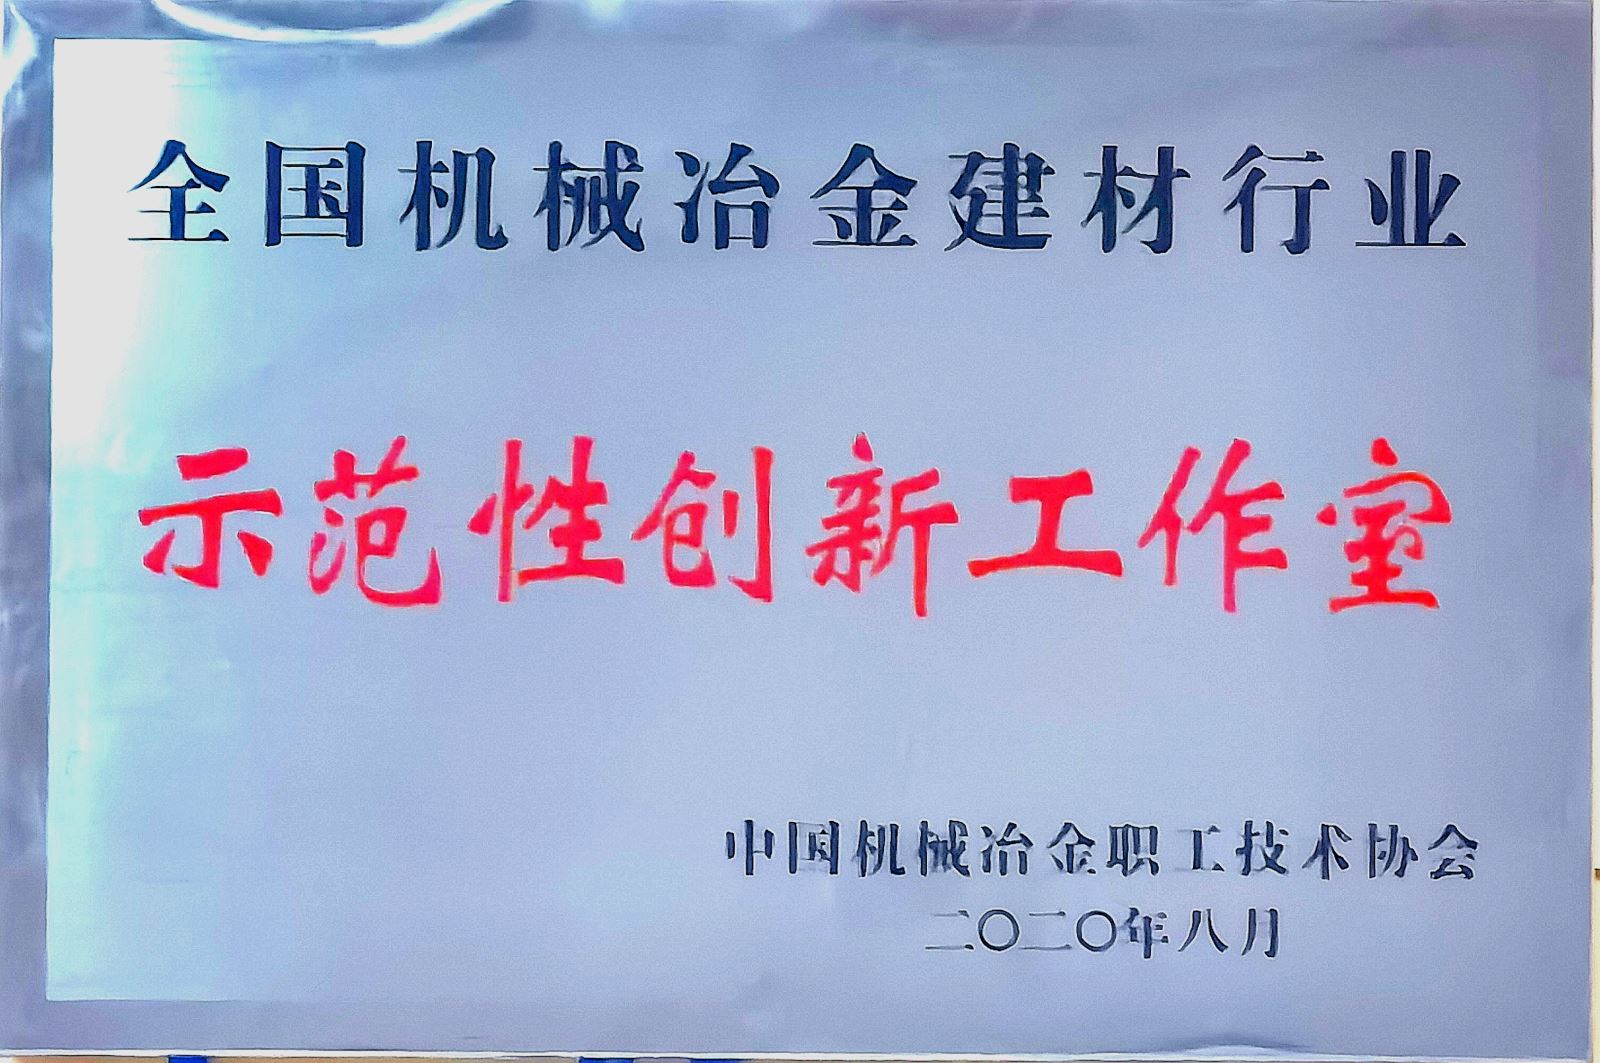 全国机械冶金建材行业
示范性创新工作室
中国机械冶金职工技术协会
二〇二〇年八月